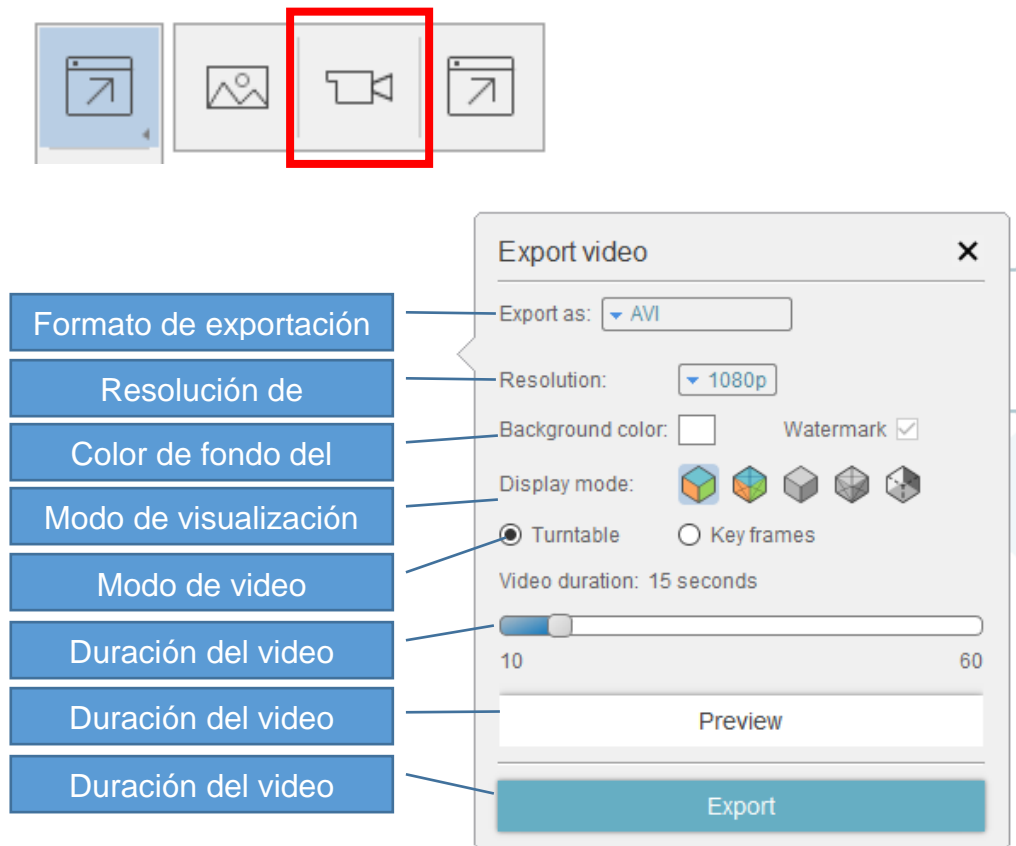 Export video
Formato de exportación
Export as: AVI
Resolución de
Resolution: 1080p
Color de fondo del
Background color: Watermark
Modo de visualización
Display mode:
Modo de video
Turntable Key frames
Video duration: 15 seconds
Duración del video
10 60
Duración del video
Preview
Duración del video
Export